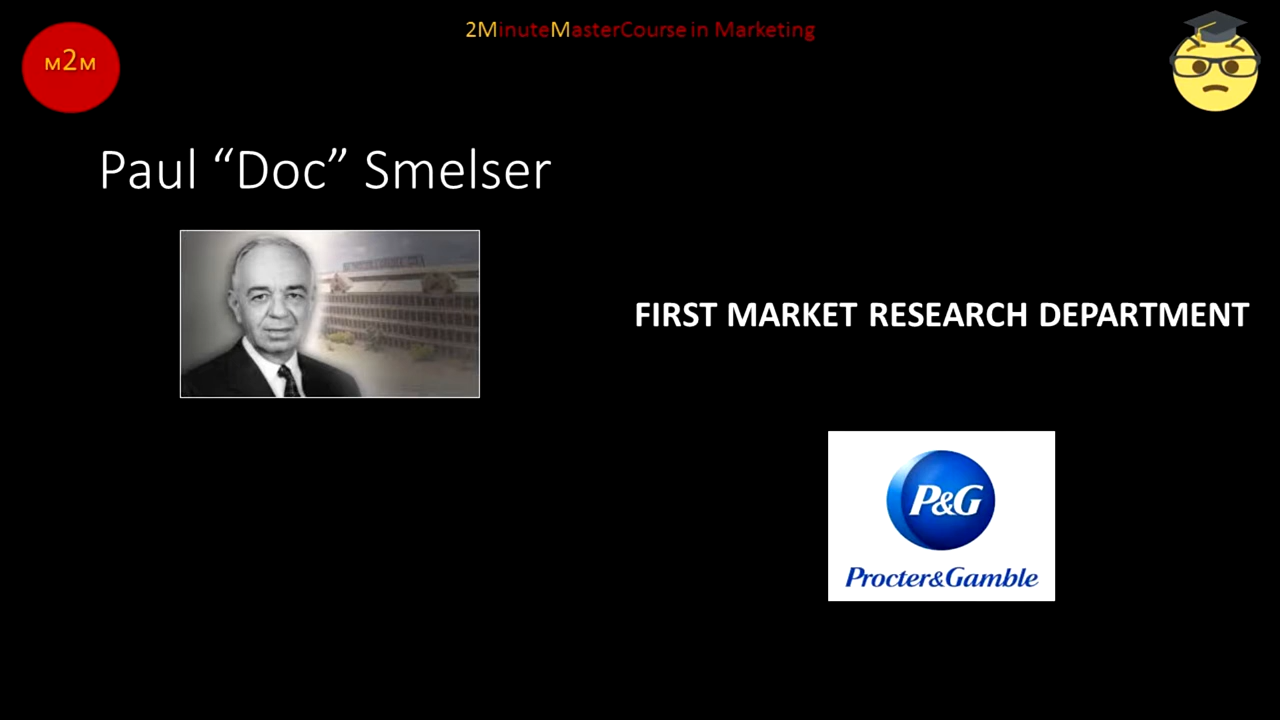 2MinuteMasterCourse in Marketing
M2M
Paul “Doc” Smelser
FIRST MARKET RESEARCH DEPARTMENT
P&G
Procter&Gamble